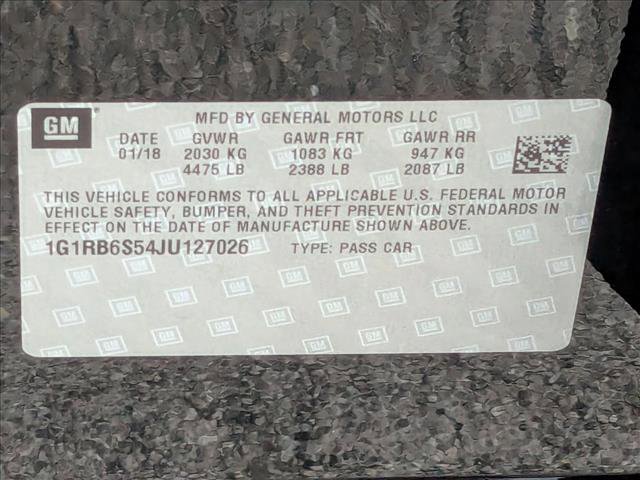 GM
MFD BY GENERAL MOTORS LLC
DATE GVWR GAWR FRT GAWR RR
01/18 2030 KG 1083 KG 947 KG
4475 LB 2388 LB 2087 LB
THIS VEHICLE CONFORMS TO ALL APPLICABLE U.S. FEDERAL MOTOR
VEHICLE SAFETY, BUMPER, AND THEFT PREVENTION STANDARDS IN
EFFECT ON THE DATE OF MANUFACTURE SHOWN ABOVE.
1G1RB6S54JU127026 TYPE: PASS CAR